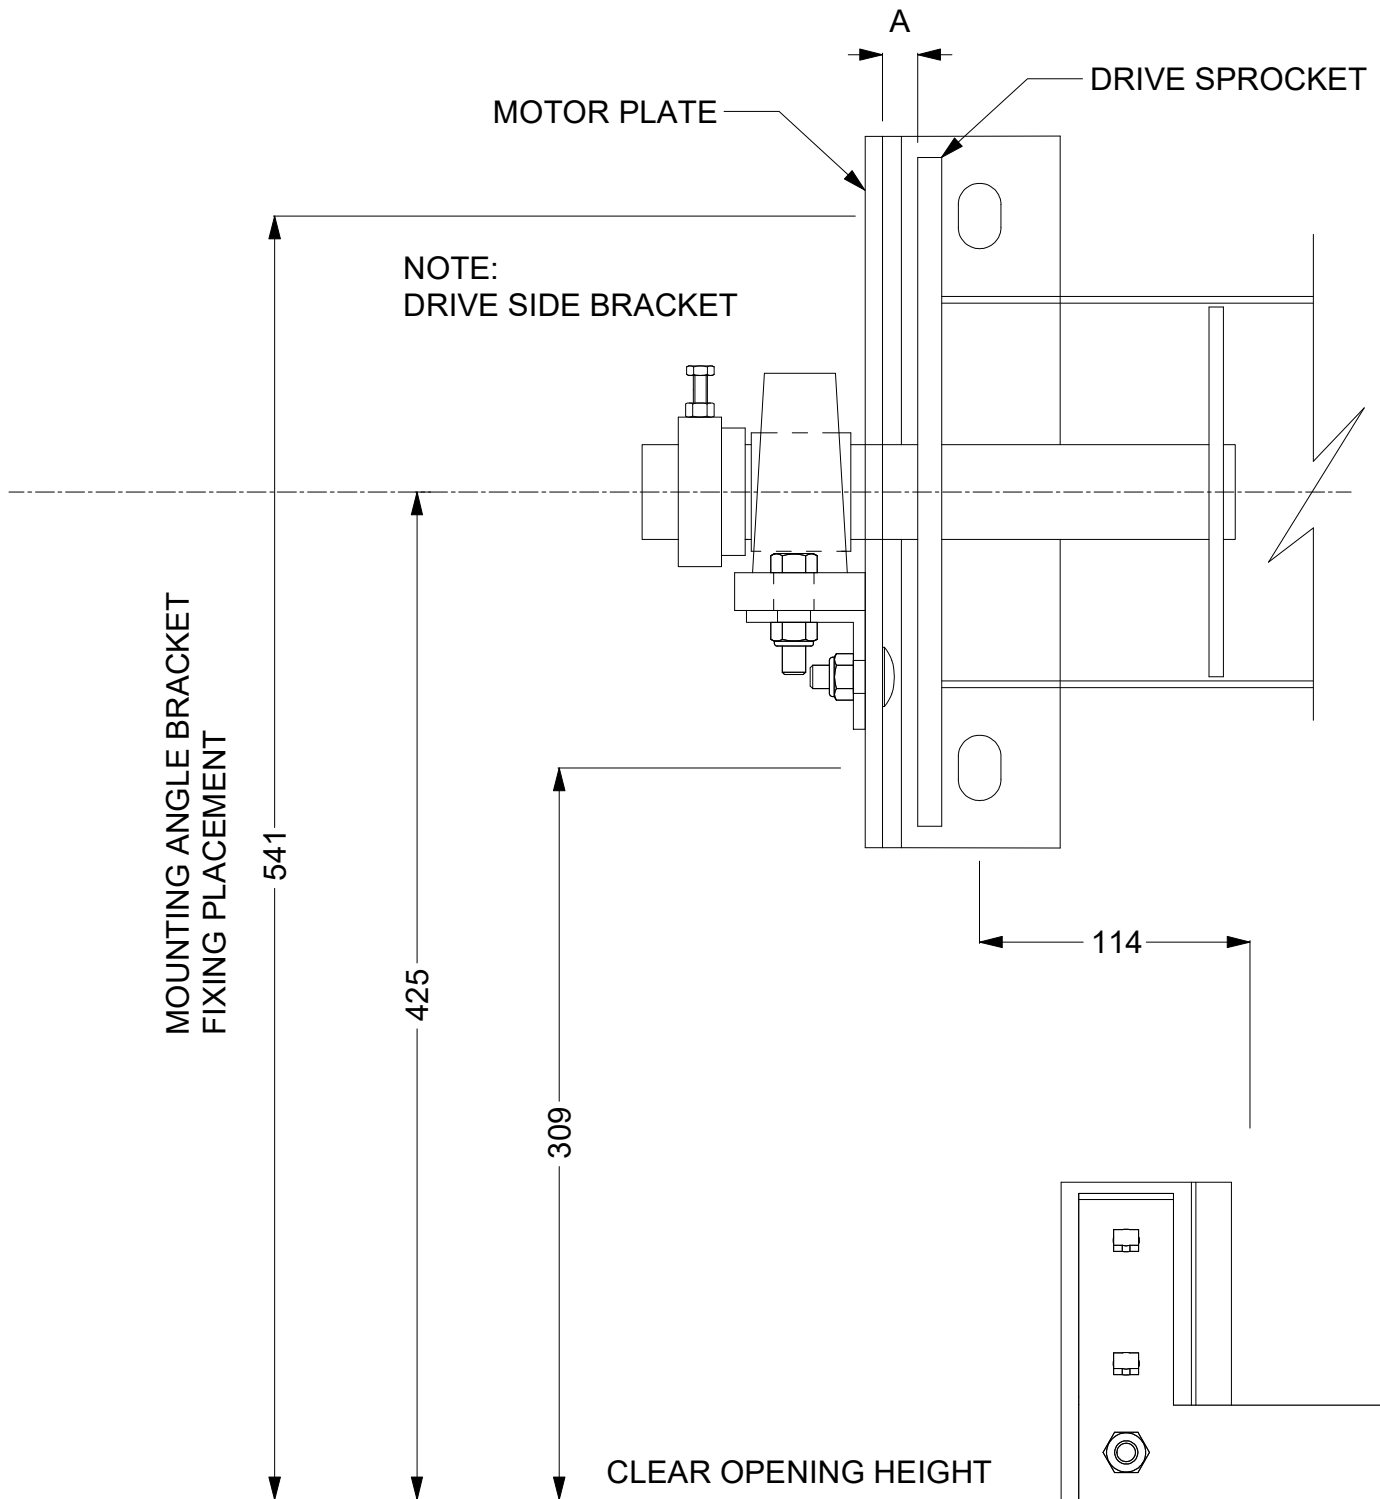 A
DRIVE SPROCKET
MOTOR PLATE
NOTE:
DRIVE SIDE BRACKET
MOUNTING ANGLE BRACKET
FIXING PLACEMENT
541
425
309
114
CLEAR OPENING HEIGHT